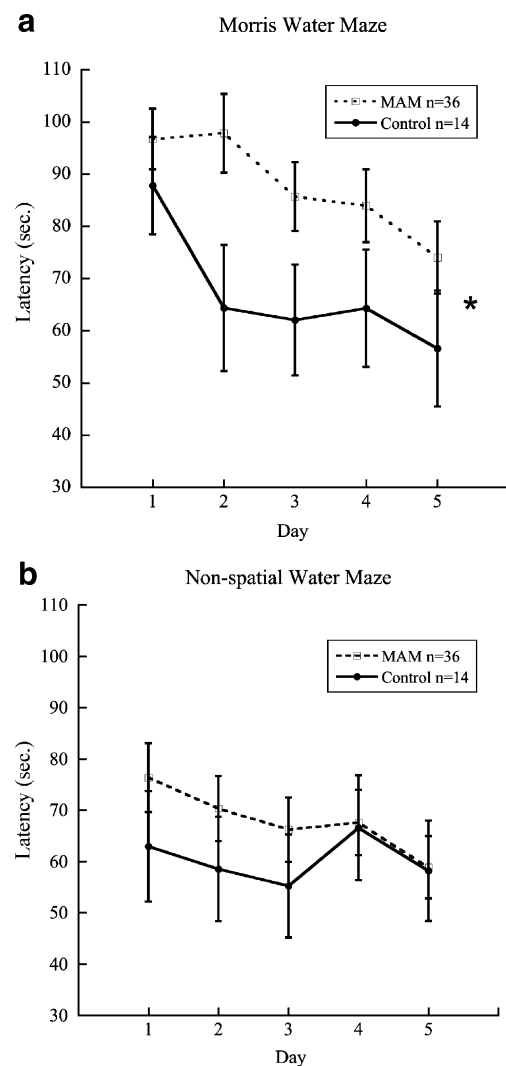 a
Morris Water Maze
110
100
90
80
70
60
50
40
30
Latency (sec.)
MAM n=36
Control n=14
*
1 2 3 4 5
Day
b
Non-spatial Water Maze
110
100
90
80
70
60
50
40
30
Latency (sec.)
MAM n=36
Control n=14
1 2 3 4 5
Day